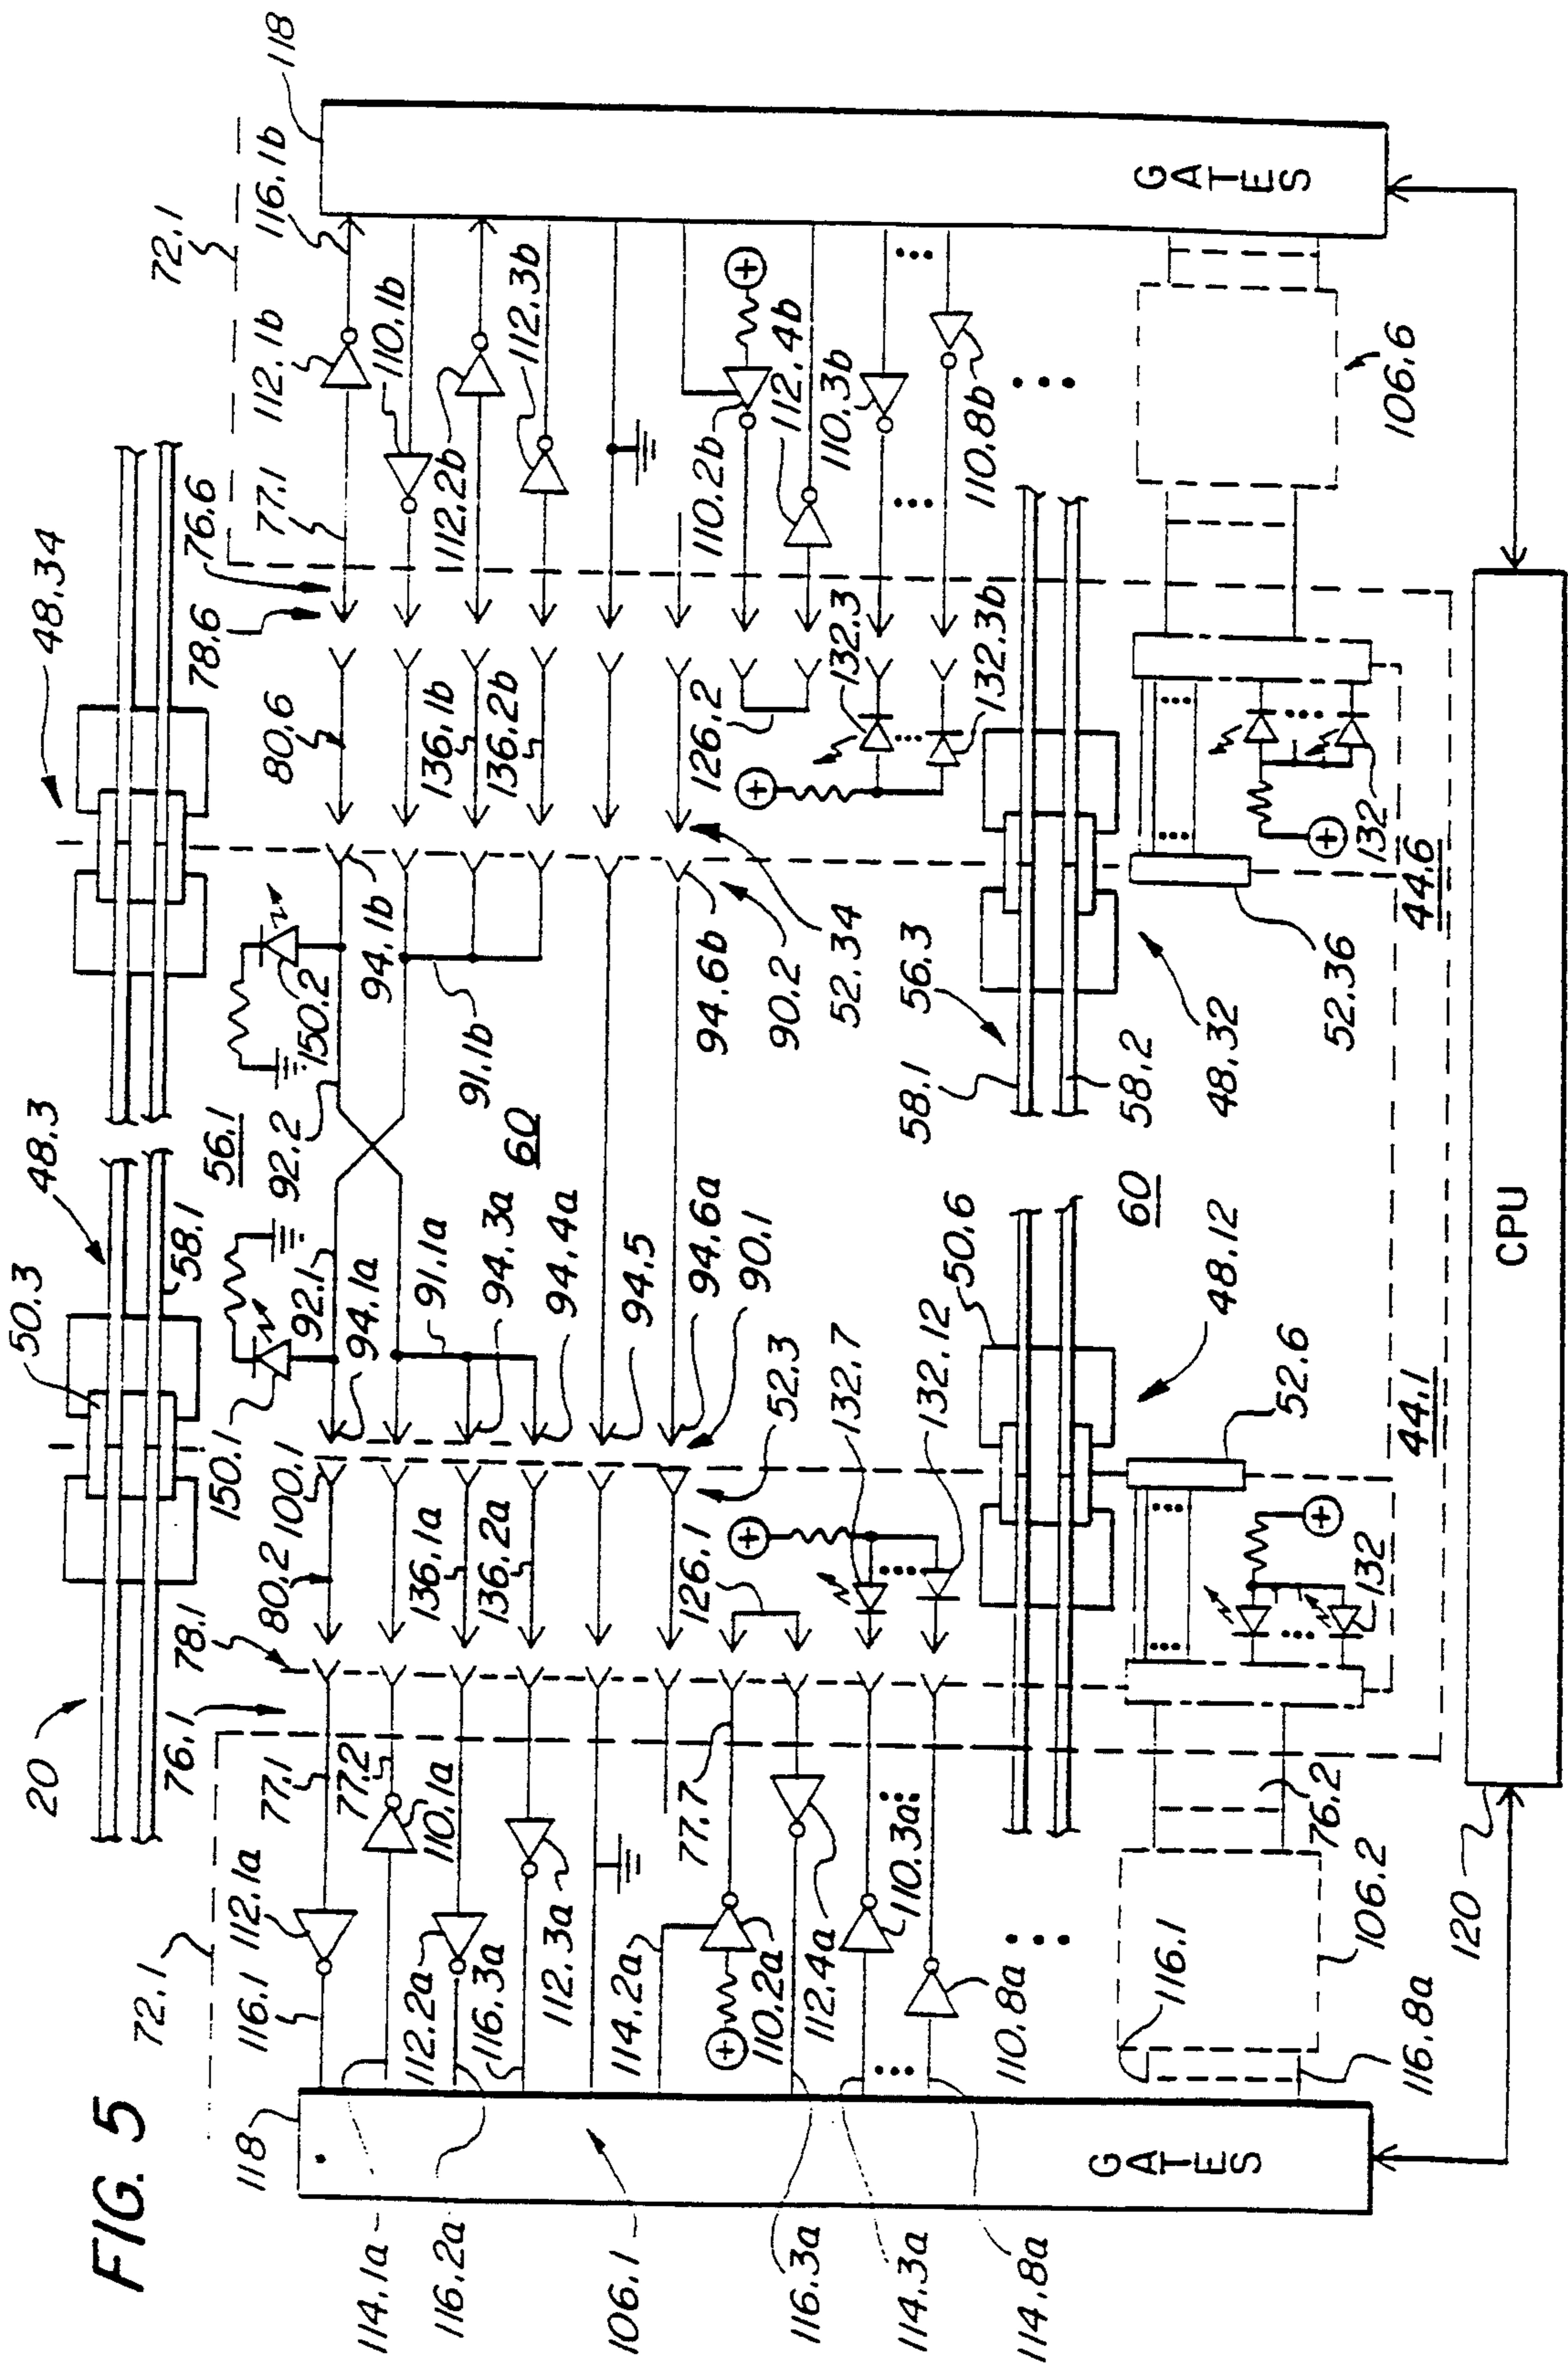 FIG. 5
20
50.3
48.3
48.34
72.1
76.1
78.1
80.2
100.1
150.1
58.1
56.1
92.2
150.2
80.6
78.6
76.6
77.1
112.1b
72.1
116.1b
118
118
116.1
112.1a
77.1
77.2
92.1
94.1a
94.1b
110.1b
114.1a
110.1a
136.1a
91.1a
91.1b
136.1b
112.2b
116.2a
112.2a
116.3a
136.2a
94.3a
60
136.2b
112.3b
112.3a
94.4a
106.1
114.2a
77.7
126.1
94.5
94.6a
90.1
94.6b
90.2
126.2
110.2b
110.2a
52.3
52.34
132.3
112.4b
116.3a
112.4a
132.7
110.3b
114.3a
110.3a
132.12
132.3b
114.8a
110.8a
50.6
58.1
56.3
110.8b
GATES
60
58.2
GATES
116.1
48.12
48.32
116.8a
106.2
76.2
132
52.6
52.36
132
106.6
44.1
44.6
120
CPU